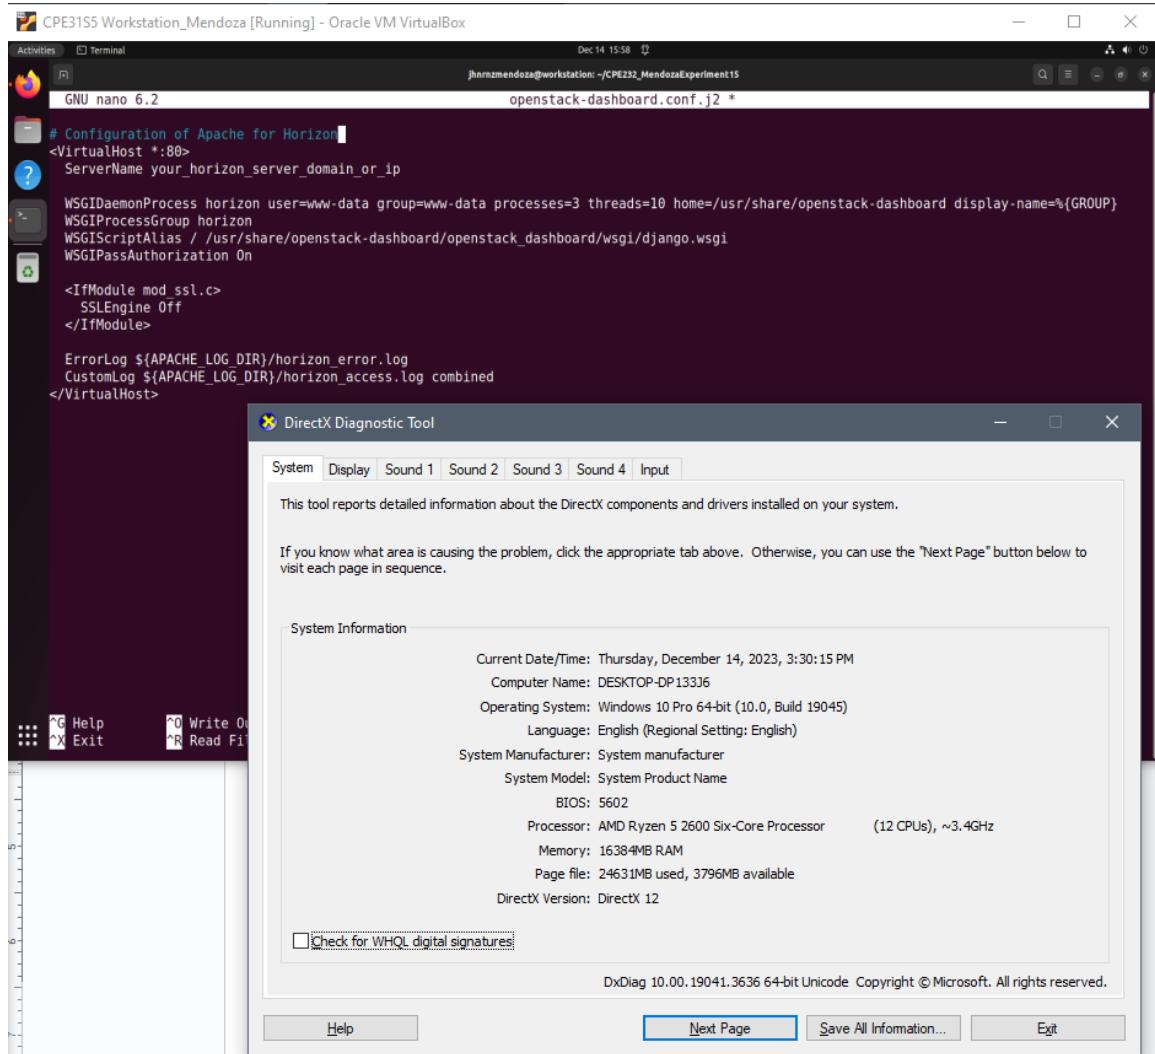 CPE31S5 Workstation_Mendoza [Running] - Oracle VM VirtualBox
Activities Terminal Dec 14 15:58
jhnrnzmendoza@workstation: ~/CPE232_MendozaExperiment15
GNU nano 6.2 openstack-dashboard.conf.j2 *
# Configuration of Apache for Horizon
<VirtualHost *:80>
ServerName your_horizon_server_domain_or_ip
WSGIDaemonProcess horizon user=www-data group=www-data processes=3 threads=10 home=/usr/share/openstack-dashboard display-name=%{GROUP}
WSGIProcessGroup horizon
WSGIScriptAlias / /usr/share/openstack-dashboard/openstack_dashboard/wsgi/django.wsgi
WSGIPassAuthorization On
<IfModule mod_ssl.c>
SSLEngine Off
</IfModule>
ErrorLog ${APACHE_LOG_DIR}/horizon_error.log
CustomLog ${APACHE_LOG_DIR}/horizon_access.log combined
</VirtualHost>
^G Help ^O Write Ou
^X Exit ^R Read Fi
DirectX Diagnostic Tool
System Display Sound 1 Sound 2 Sound 3 Sound 4 Input
This tool reports detailed information about the DirectX components and drivers installed on your system.
If you know what area is causing the problem, click the appropriate tab above. Otherwise, you can use the "Next Page" button below to
visit each page in sequence.
System Information
Current Date/Time: Thursday, December 14, 2023, 3:30:15 PM
Computer Name: DESKTOP-DP133J6
Operating System: Windows 10 Pro 64-bit (10.0, Build 19045)
Language: English (Regional Setting: English)
System Manufacturer: System manufacturer
System Model: System Product Name
BIOS: 5602
Processor: AMD Ryzen 5 2600 Six-Core Processor (12 CPUs), ~3.4GHz
Memory: 16384MB RAM
Page file: 24631MB used, 3796MB available
DirectX Version: DirectX 12
Check for WHQL digital signatures
DxDiag 10.00.19041.3636 64-bit Unicode Copyright © Microsoft. All rights reserved.
Help Next Page Save All Information... Exit